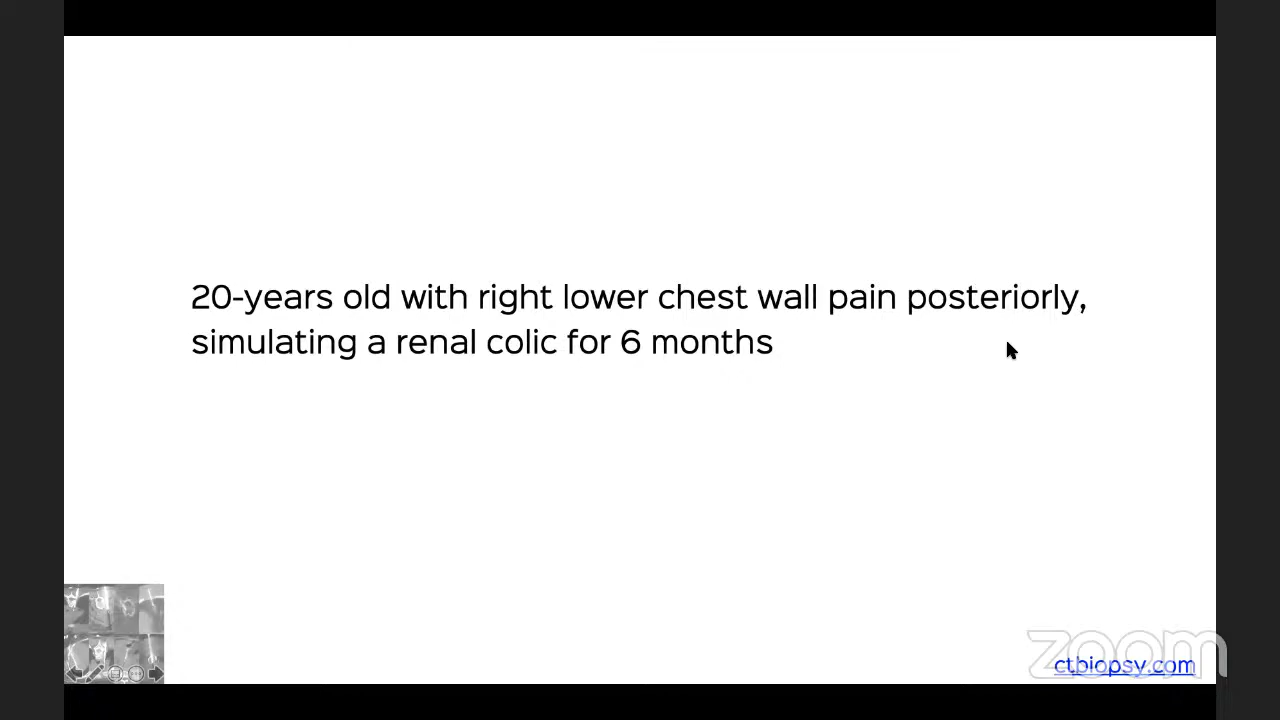 20-years old with right lower chest wall pain posteriorly,
simulating a renal colic for 6 months
zoom
ctbiopsy.com